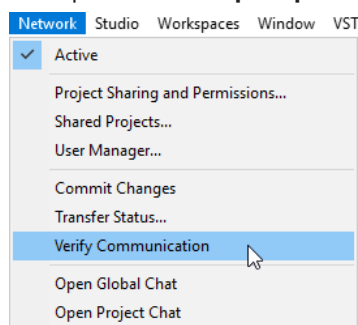 Network Studio Workspaces Window VST
Active
Project Sharing and Permissions...
Shared Projects...
User Manager...
Commit Changes
Transfer Status...
Verify Communication
Open Global Chat
Open Project Chat